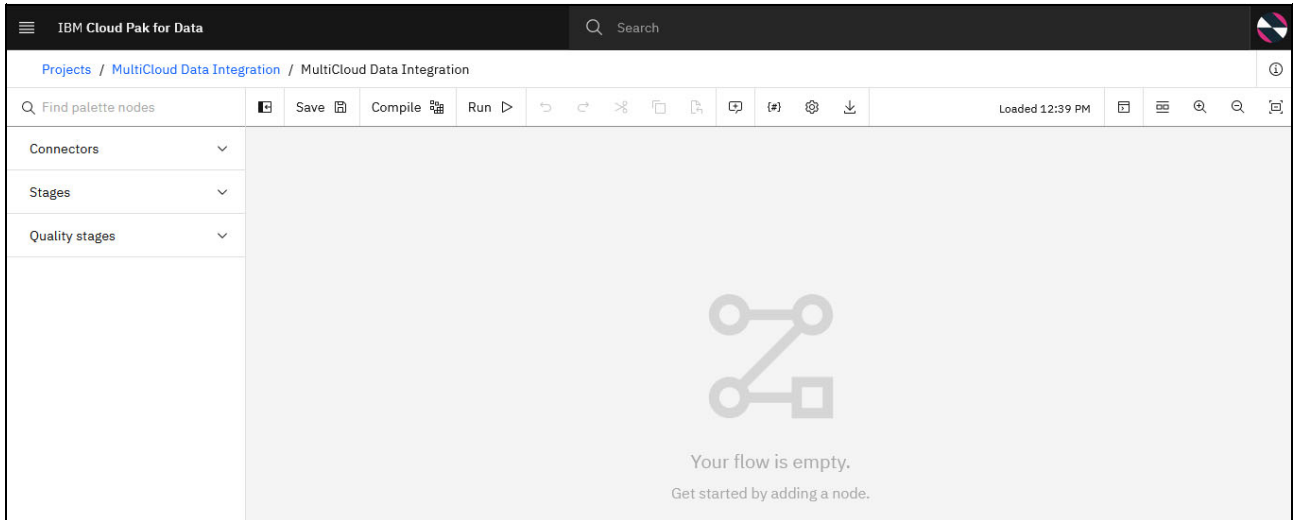 IBM Cloud Pak for Data
Search
Projects / MultiCloud Data Integration / MultiCloud Data Integration
Find palette nodes
Save
Compile
Run
{#}
Loaded 12:39 PM
Connectors
Stages
Quality stages
Your flow is empty.
Get started by adding a node.